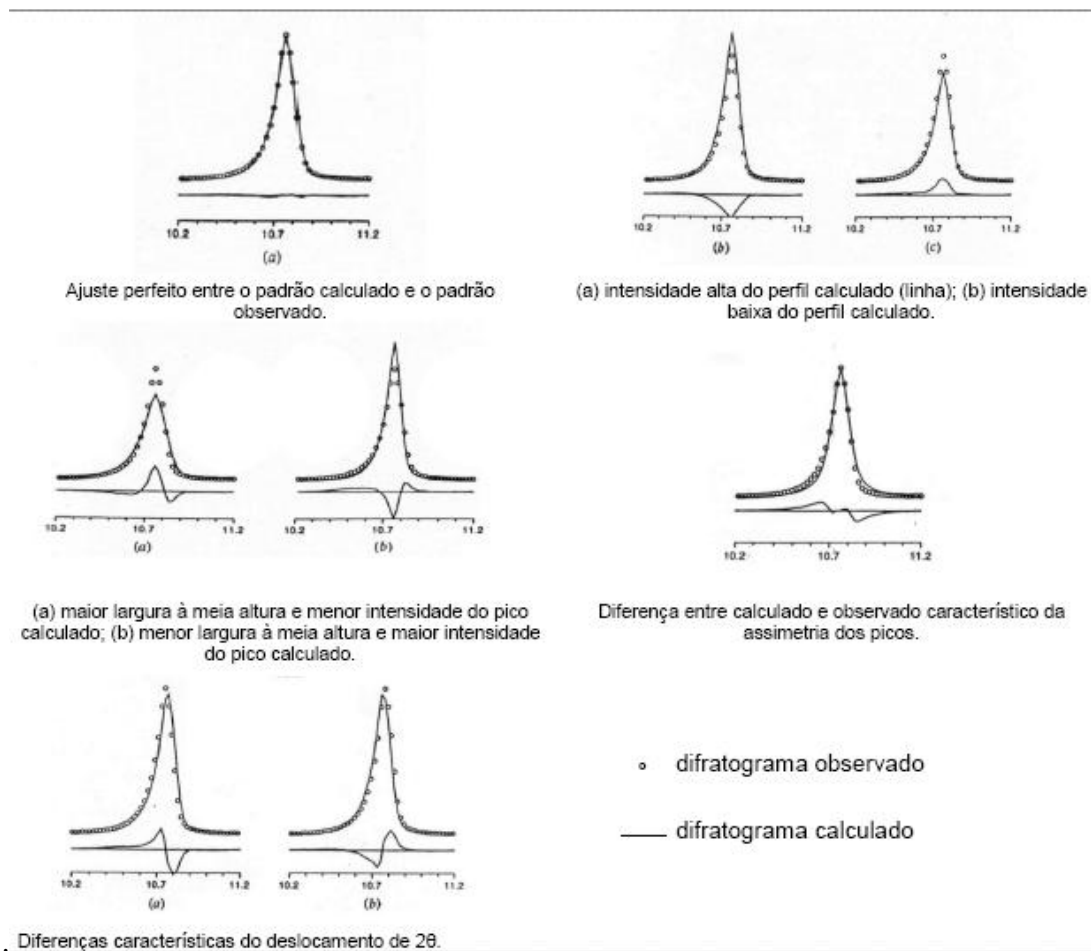 10.2 10.7 11.2
(a)
Ajuste perfeito entre o padrão calculado e o padrão
observado.
10.2 10.7 11.2
(b)
10.2 10.7 11.2
(c)
(a) intensidade alta do perfil calculado (linha); (b) intensidade
baixa do perfil calculado.
10.2 10.7 11.2
(a)
10.2 10.7 11.2
(b)
(a) maior largura à meia altura e menor intensidade do pico
calculado; (b) menor largura à meia altura e maior intensidade
do pico calculado.
10.2 10.7 11.2
Diferença entre calculado e observado característico da
assimetria dos picos.
10.2 10.7 11.2
(a)
10.2 10.7 11.2
(b)
difratograma observado
difratograma calculado
. Diferenças características do deslocamento de 2θ.